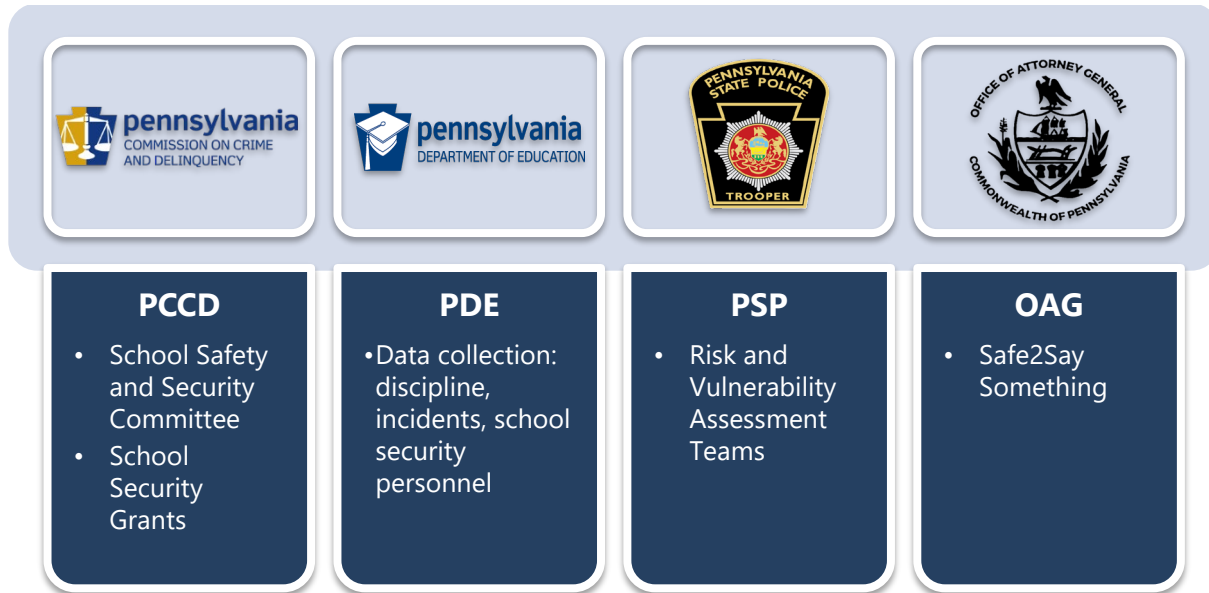 pennsylvania
COMMISSION ON CRIME
AND DELINQUENCY
pennsylvania
DEPARTMENT OF EDUCATION
PENNSYLVANIA
STATE POLICE
TROOPER
OFFICE OF ATTORNEY GENERAL
COMMONWEALTH OF PENNSYLVANIA
PCCD
• School Safety
and Security
Committee
• School
Security
Grants
PDE
• Data collection:
discipline,
incidents, school
security
personnel
PSP
• Risk and
Vulnerability
Assessment
Teams
OAG
• Safe2Say
Something